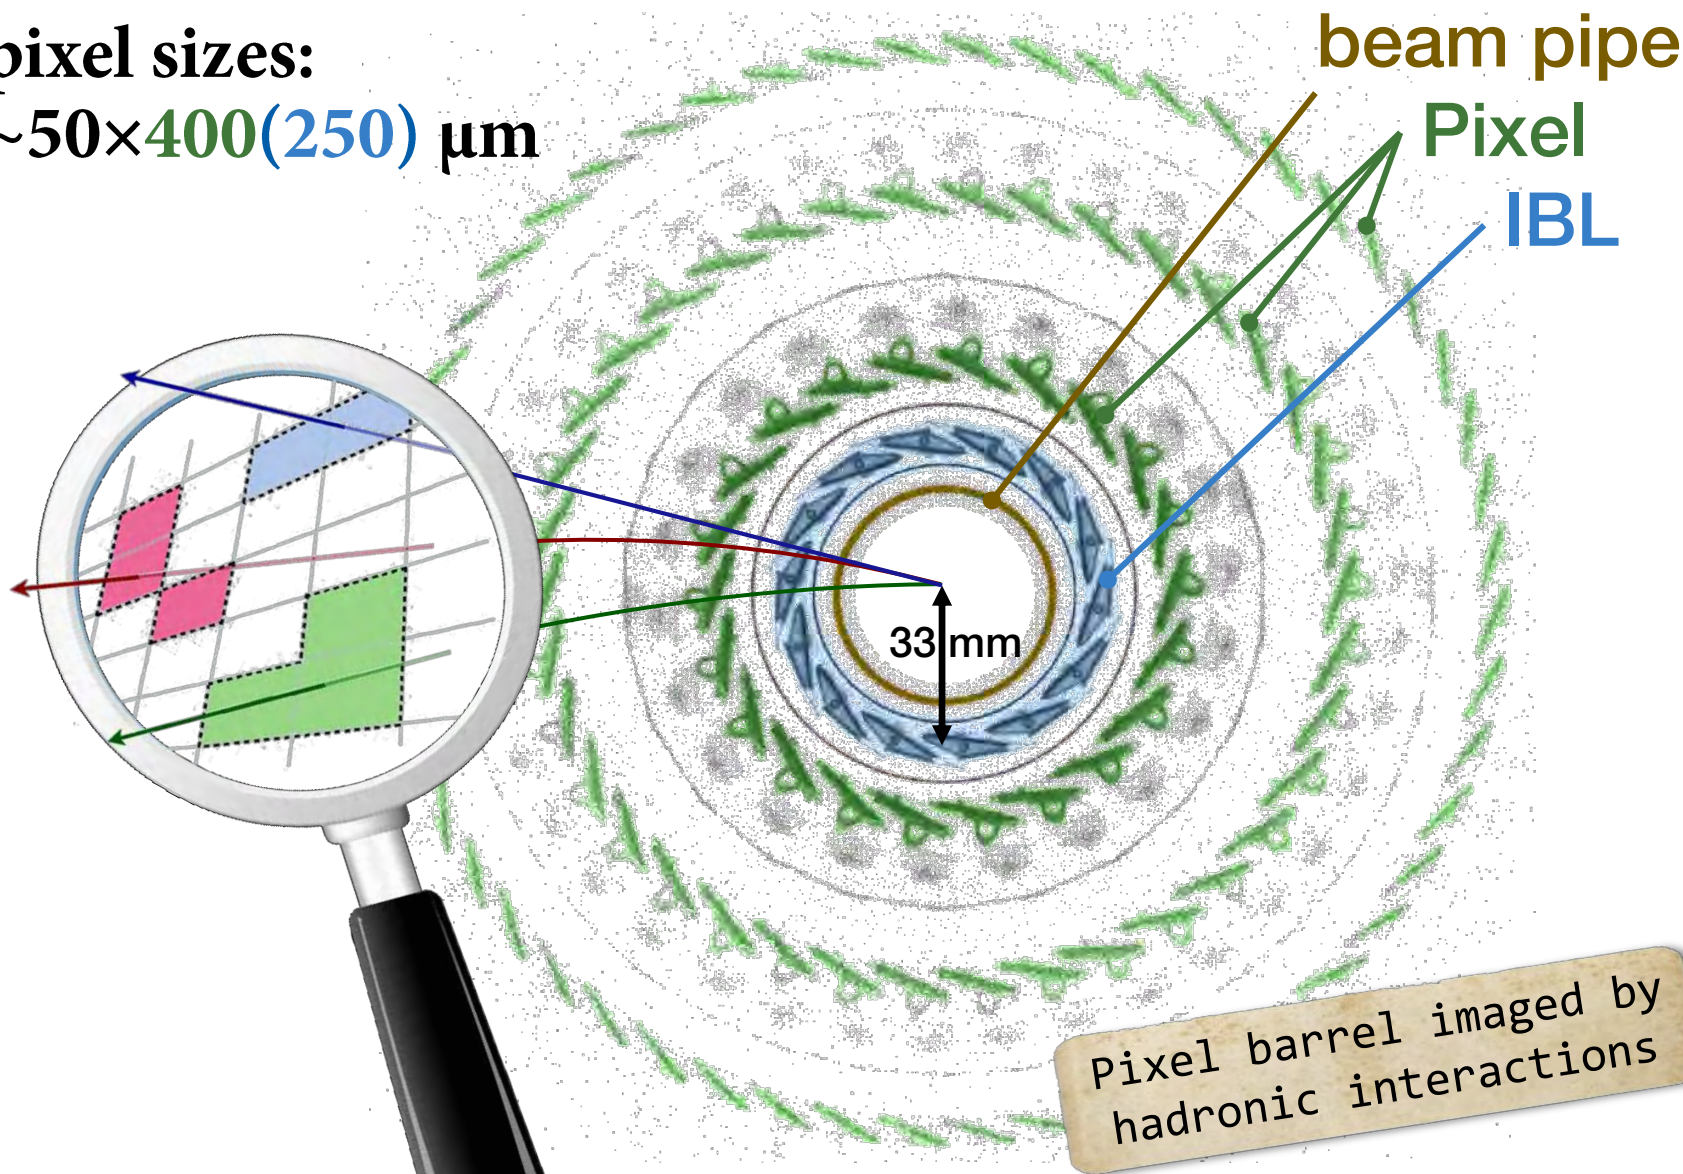 pixel sizes:
~50×400(250) μm
beam pipe
Pixel
IBL
33 mm
Pixel barrel imaged by
hadronic interactions